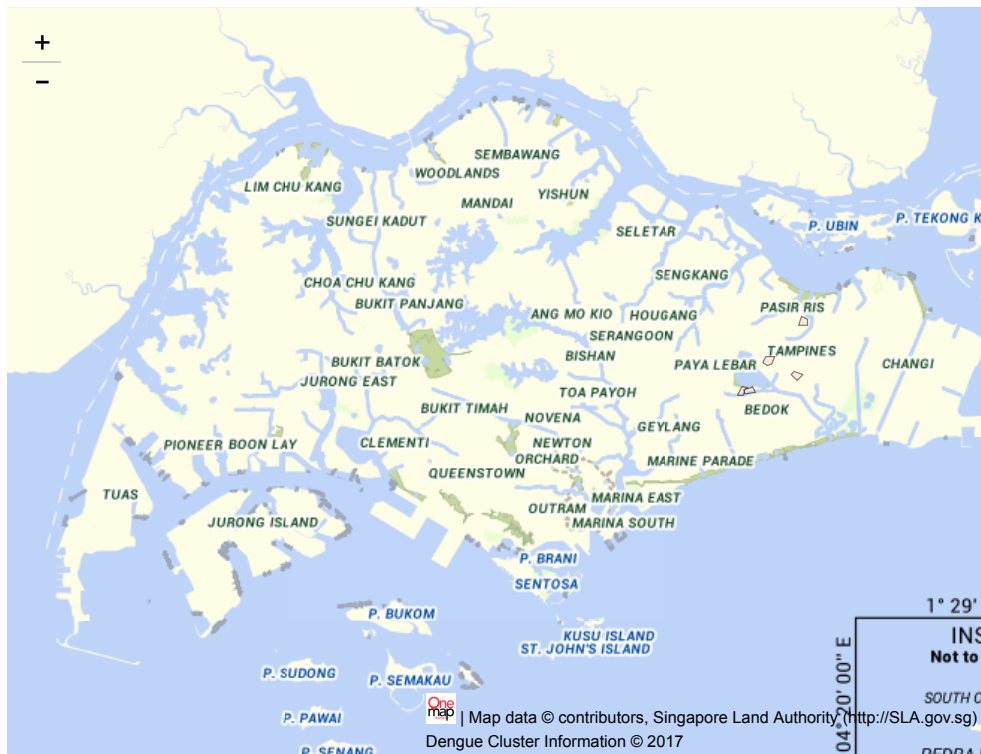 +
−
SEMBAWANG
WOODLANDS
LIM CHU KANG
YISHUN
MANDAI
SUNGEI KADUT
P. TEKONG K
P. UBIN
SELETAR
SENGKANG
CHOA CHU KANG
BUKIT PANJANG
PASIR RIS
ANG MO KIO
HOUGANG
SERANGOON
TAMPINES
BISHAN
BUKIT BATOK
PAYA LEBAR
CHANGI
JURONG EAST
TOA PAYOH
BUKIT TIMAH
BEDOK
NOVENA
GEYLANG
PIONEER BOON LAY
CLEMENTI
NEWTON
ORCHARD
MARINE PARADE
QUEENSTOWN
TUAS
MARINA EAST
OUTRAM
JURONG ISLAND
MARINA SOUTH
P. BRANI
SENTOSA
P. BUKOM
KUSU ISLAND
ST. JOHN'S ISLAND
P. SUDONG
P. SEMAKAU
P. PAWAI
P. SENANG
1° 29'
INS
Not to
04° 20' 00" E
SOUTH C
PEDRA
One map | Map data © contributors, Singapore Land Authority (http://SLA.gov.sg)
Dengue Cluster Information © 2017